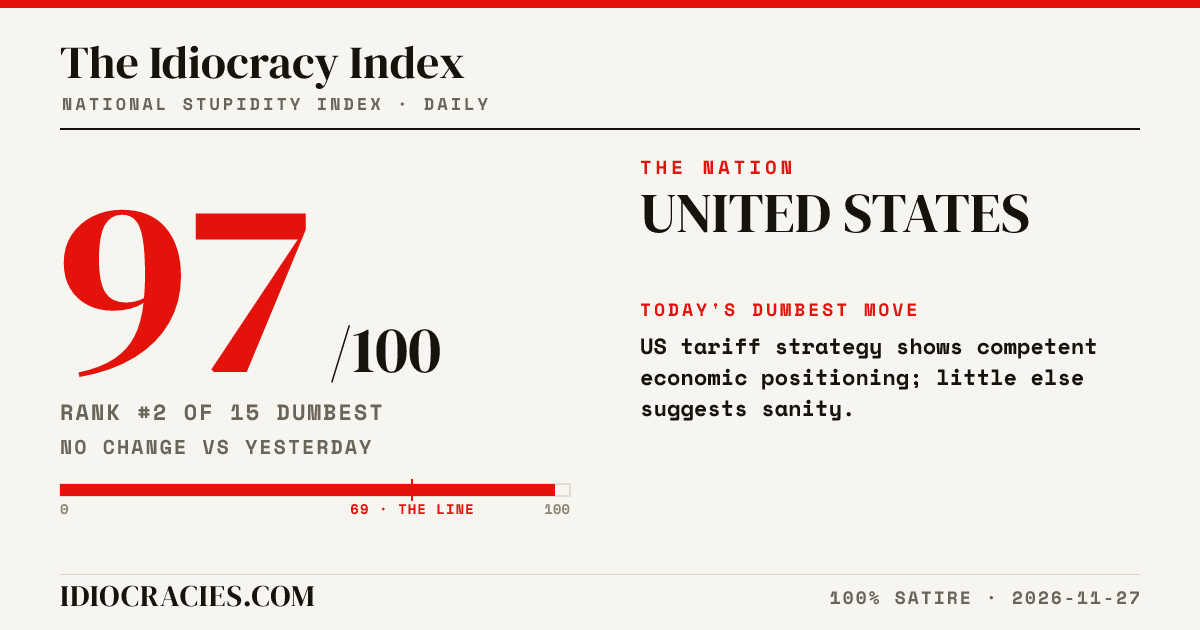 The Idiocracy Index
NATIONAL STUPIDITY INDEX · DAILY
97/100
RANK #2 OF 15 DUMBEST
NO CHANGE VS YESTERDAY
0
69 · THE LINE
100
THE NATION
UNITED STATES
TODAY'S DUMBEST MOVE
US tariff strategy shows competent
economic positioning; little else
suggests sanity.
IDIOCRACIES.COM
100% SATIRE · 2026-11-27